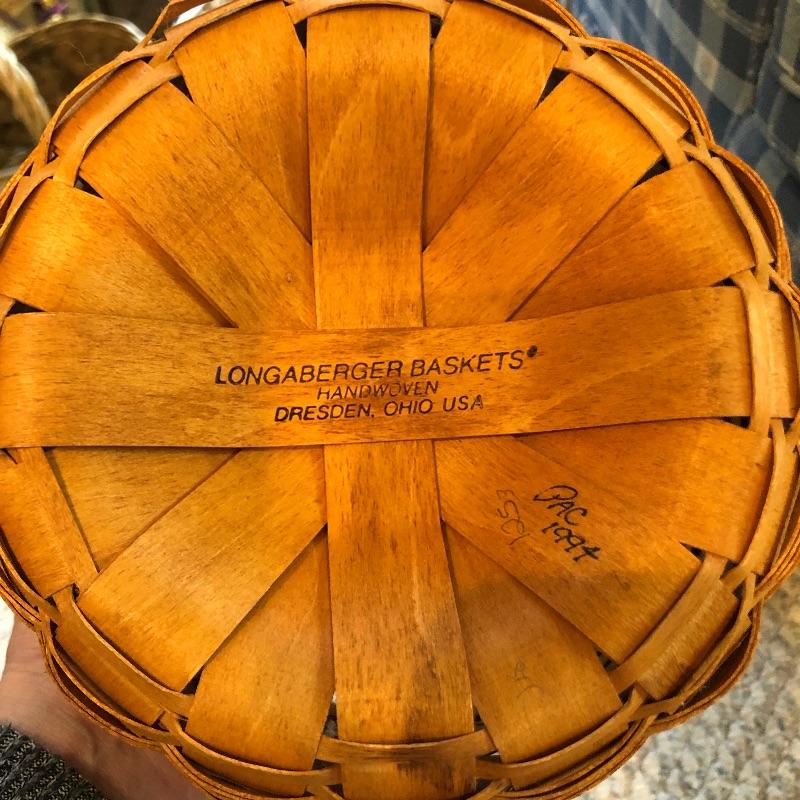 LONGABERGER BASKETS®
HANDWOVEN
DRESDEN, OHIO USA
PAC
1994